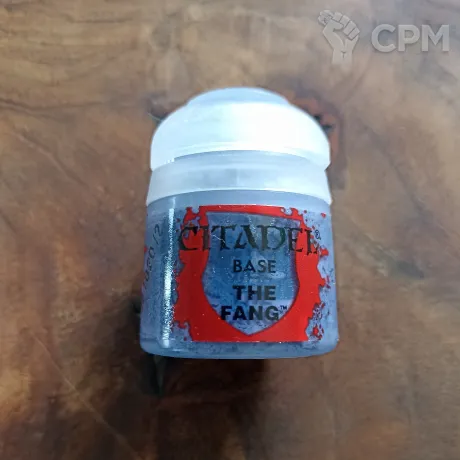 CPM
CITADEL
BASE
THE
FANG™